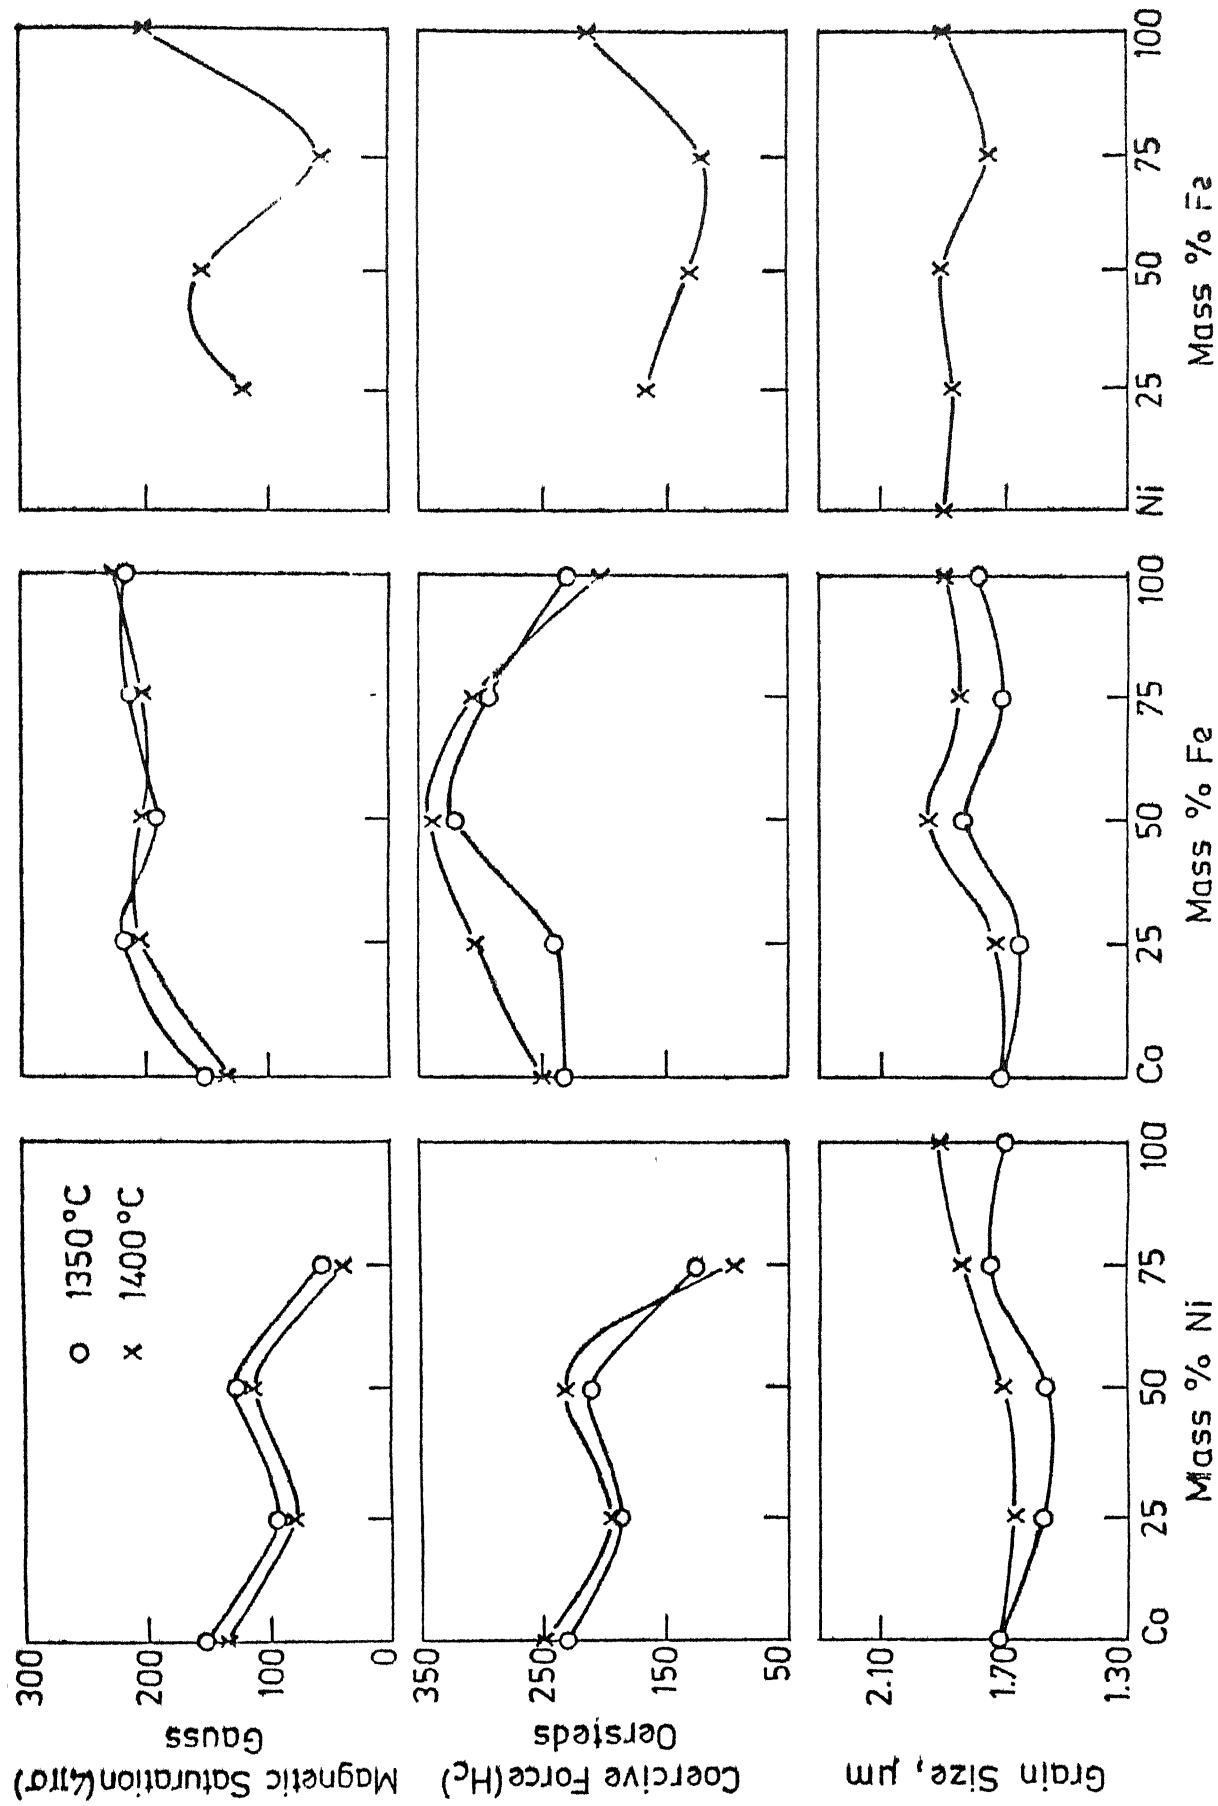 Magnetic Saturation(4πσ)
Gauss
300
200
100
0
O 1350°C
x 1400°C
Coercive Force(Hc)
Oersteds
350
250
150
50
Grain Size, μm
2.10
1.70
1.30
Co 25 50 75 100
Mass % Ni
Co 25 50 75 100
Mass % Fe
Ni 25 50 75 100
Mass % Fe